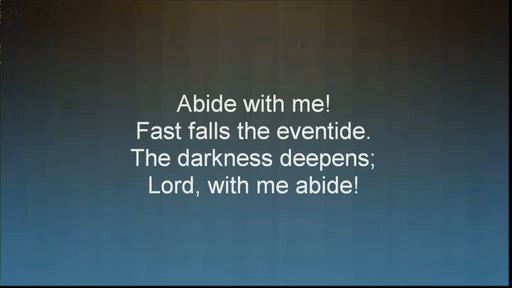 Abide with me!
Fast falls the eventide.
The darkness deepens;
Lord, with me abide!